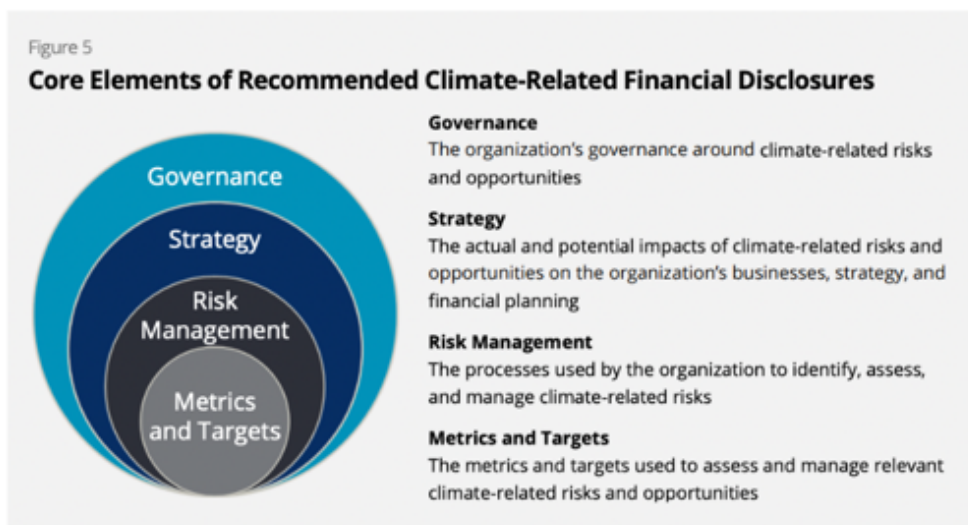 Figure 5
Core Elements of Recommended Climate-Related Financial Disclosures
Governance
Strategy
Risk
Management
Metrics
and Targets
Governance
The organization's governance around climate-related risks
and opportunities
Strategy
The actual and potential impacts of climate-related risks and
opportunities on the organization's businesses, strategy, and
financial planning
Risk Management
The processes used by the organization to identify, assess,
and manage climate-related risks
Metrics and Targets
The metrics and targets used to assess and manage relevant
climate-related risks and opportunities